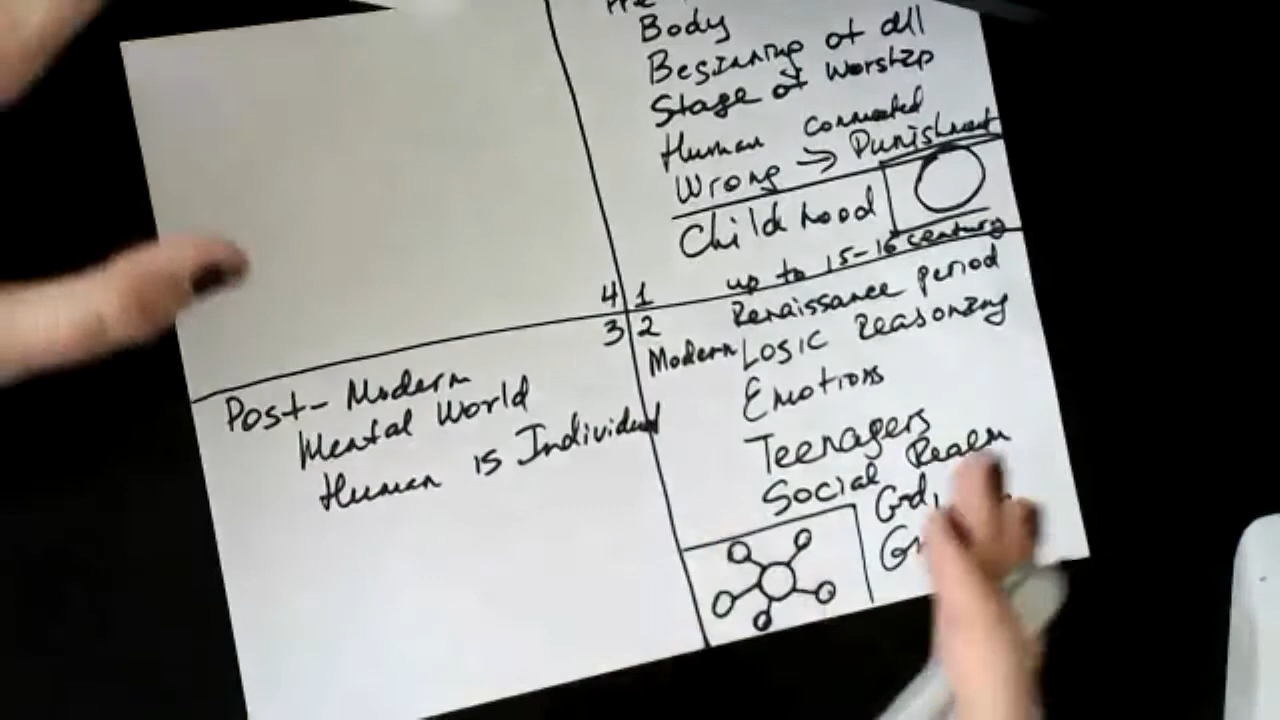 Body
Beginning of all
Stage of worship
Human connected
Wrong → Punishment
Childhood
up to 15-16 century
4 1
3 2
Renaissance period
Modern Logic Reasoning
Emotions
Teenagers
Social Realm
God,
Post-Modern
Mental World
Human is Individual